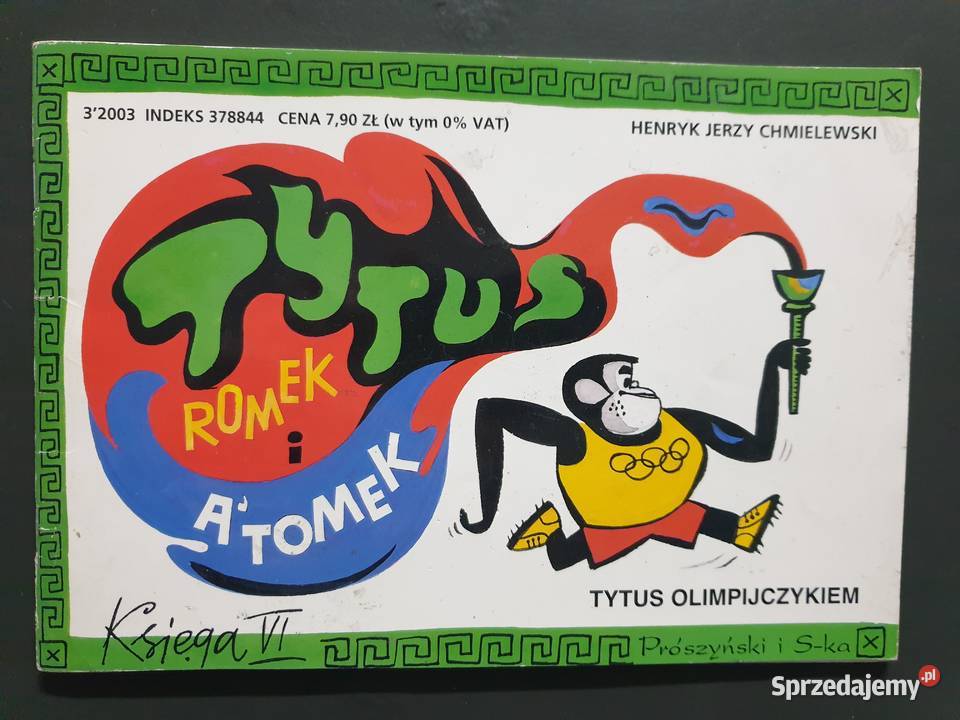 3'2003 INDEKS 378844 CENA 7,90 ZŁ (w tym 0% VAT)
HENRYK JERZY CHMIELEWSKI
TYTUS
ROMEK
i
A'TOMEK
TYTUS OLIMPIJCZYKIEM
Księga VI
Prószyński i S-ka
Sprzedajemy.pl